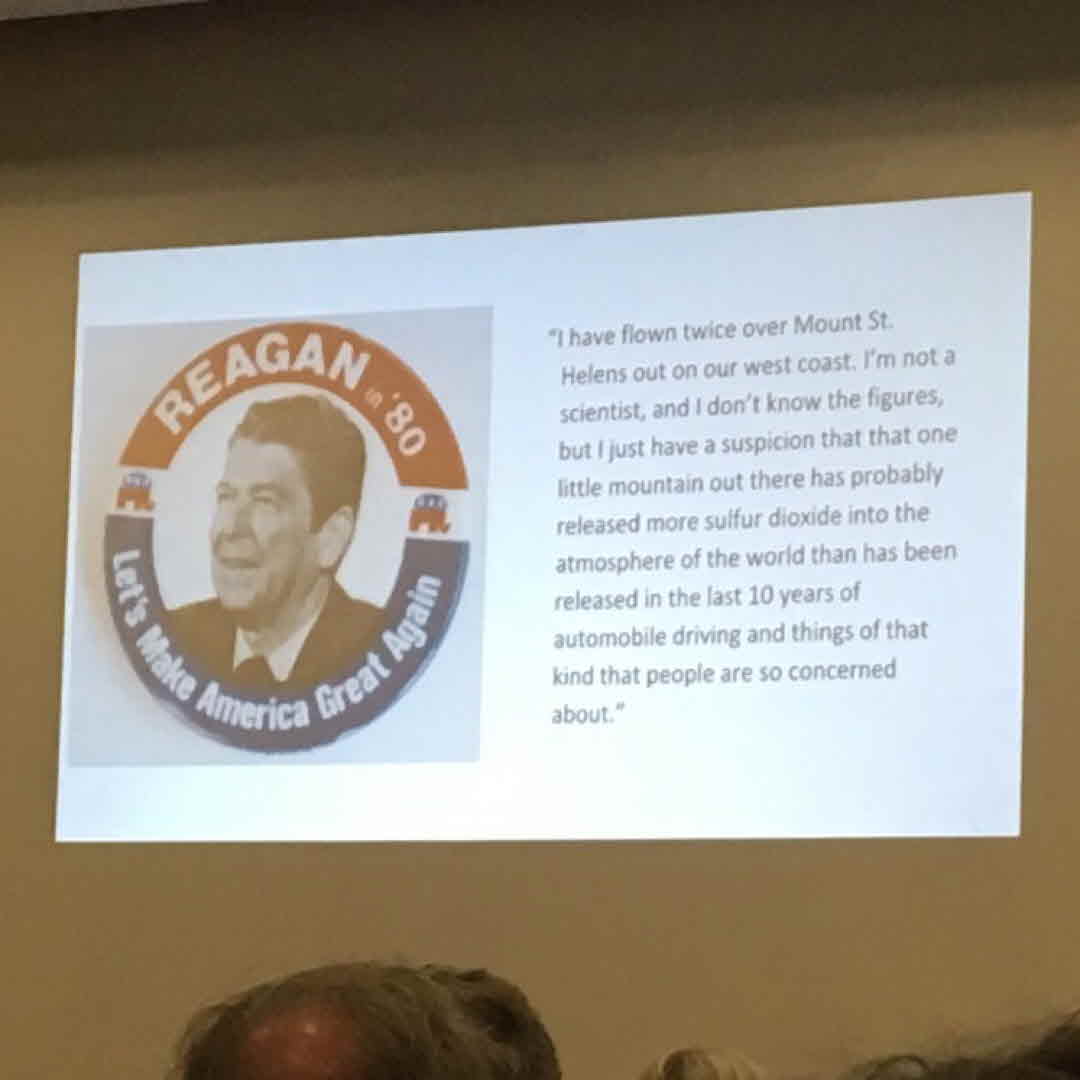 REAGAN in '80
Let's Make America Great Again
"I have flown twice over Mount St.
Helens out on our west coast. I'm not a
scientist, and I don't know the figures,
but I just have a suspicion that that one
little mountain out there has probably
released more sulfur dioxide into the
atmosphere of the world than has been
released in the last 10 years of
automobile driving and things of that
kind that people are so concerned
about."